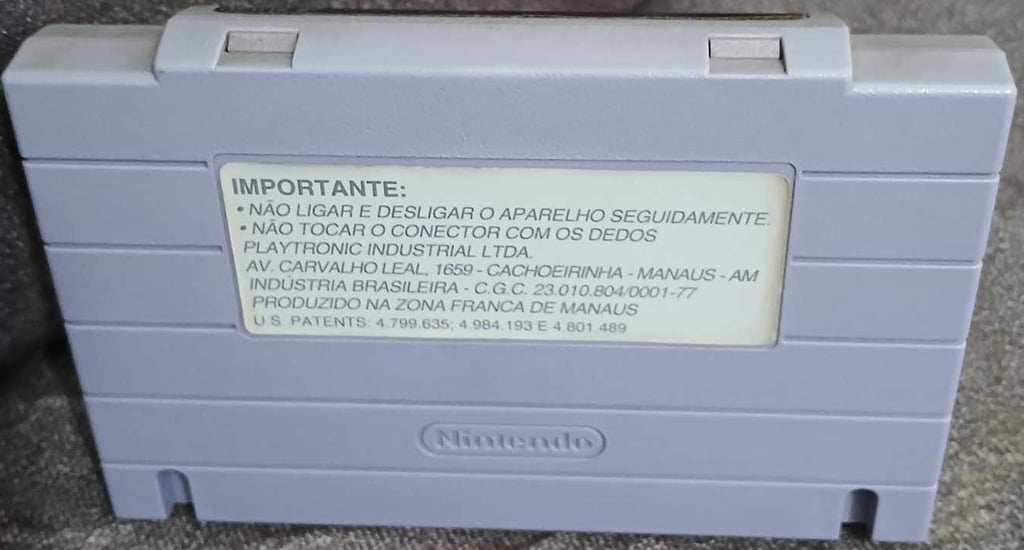 IMPORTANTE:
• NÃO LIGAR E DESLIGAR O APARELHO SEGUIDAMENTE.
• NÃO TOCAR O CONECTOR COM OS DEDOS
PLAYTRONIC INDUSTRIAL LTDA.
AV. CARVALHO LEAL, 1659 - CACHOEIRINHA - MANAUS - AM
INDÚSTRIA BRASILEIRA - C.G.C. 23.010.804/0001-77
PRODUZIDO NA ZONA FRANCA DE MANAUS
U.S. PATENTS: 4.799.635; 4.984.193 E 4.801.489
Nintendo